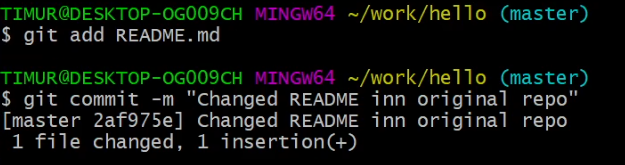 TIMUR@DESKTOP-OG009CH MINGW64 ~/work/hello (master)
$ git add README.md
TIMUR@DESKTOP-OG009CH MINGW64 ~/work/hello (master)
$ git commit -m "Changed README inn original repo"
[master 2af975e] Changed README inn original repo
1 file changed, 1 insertion(+)